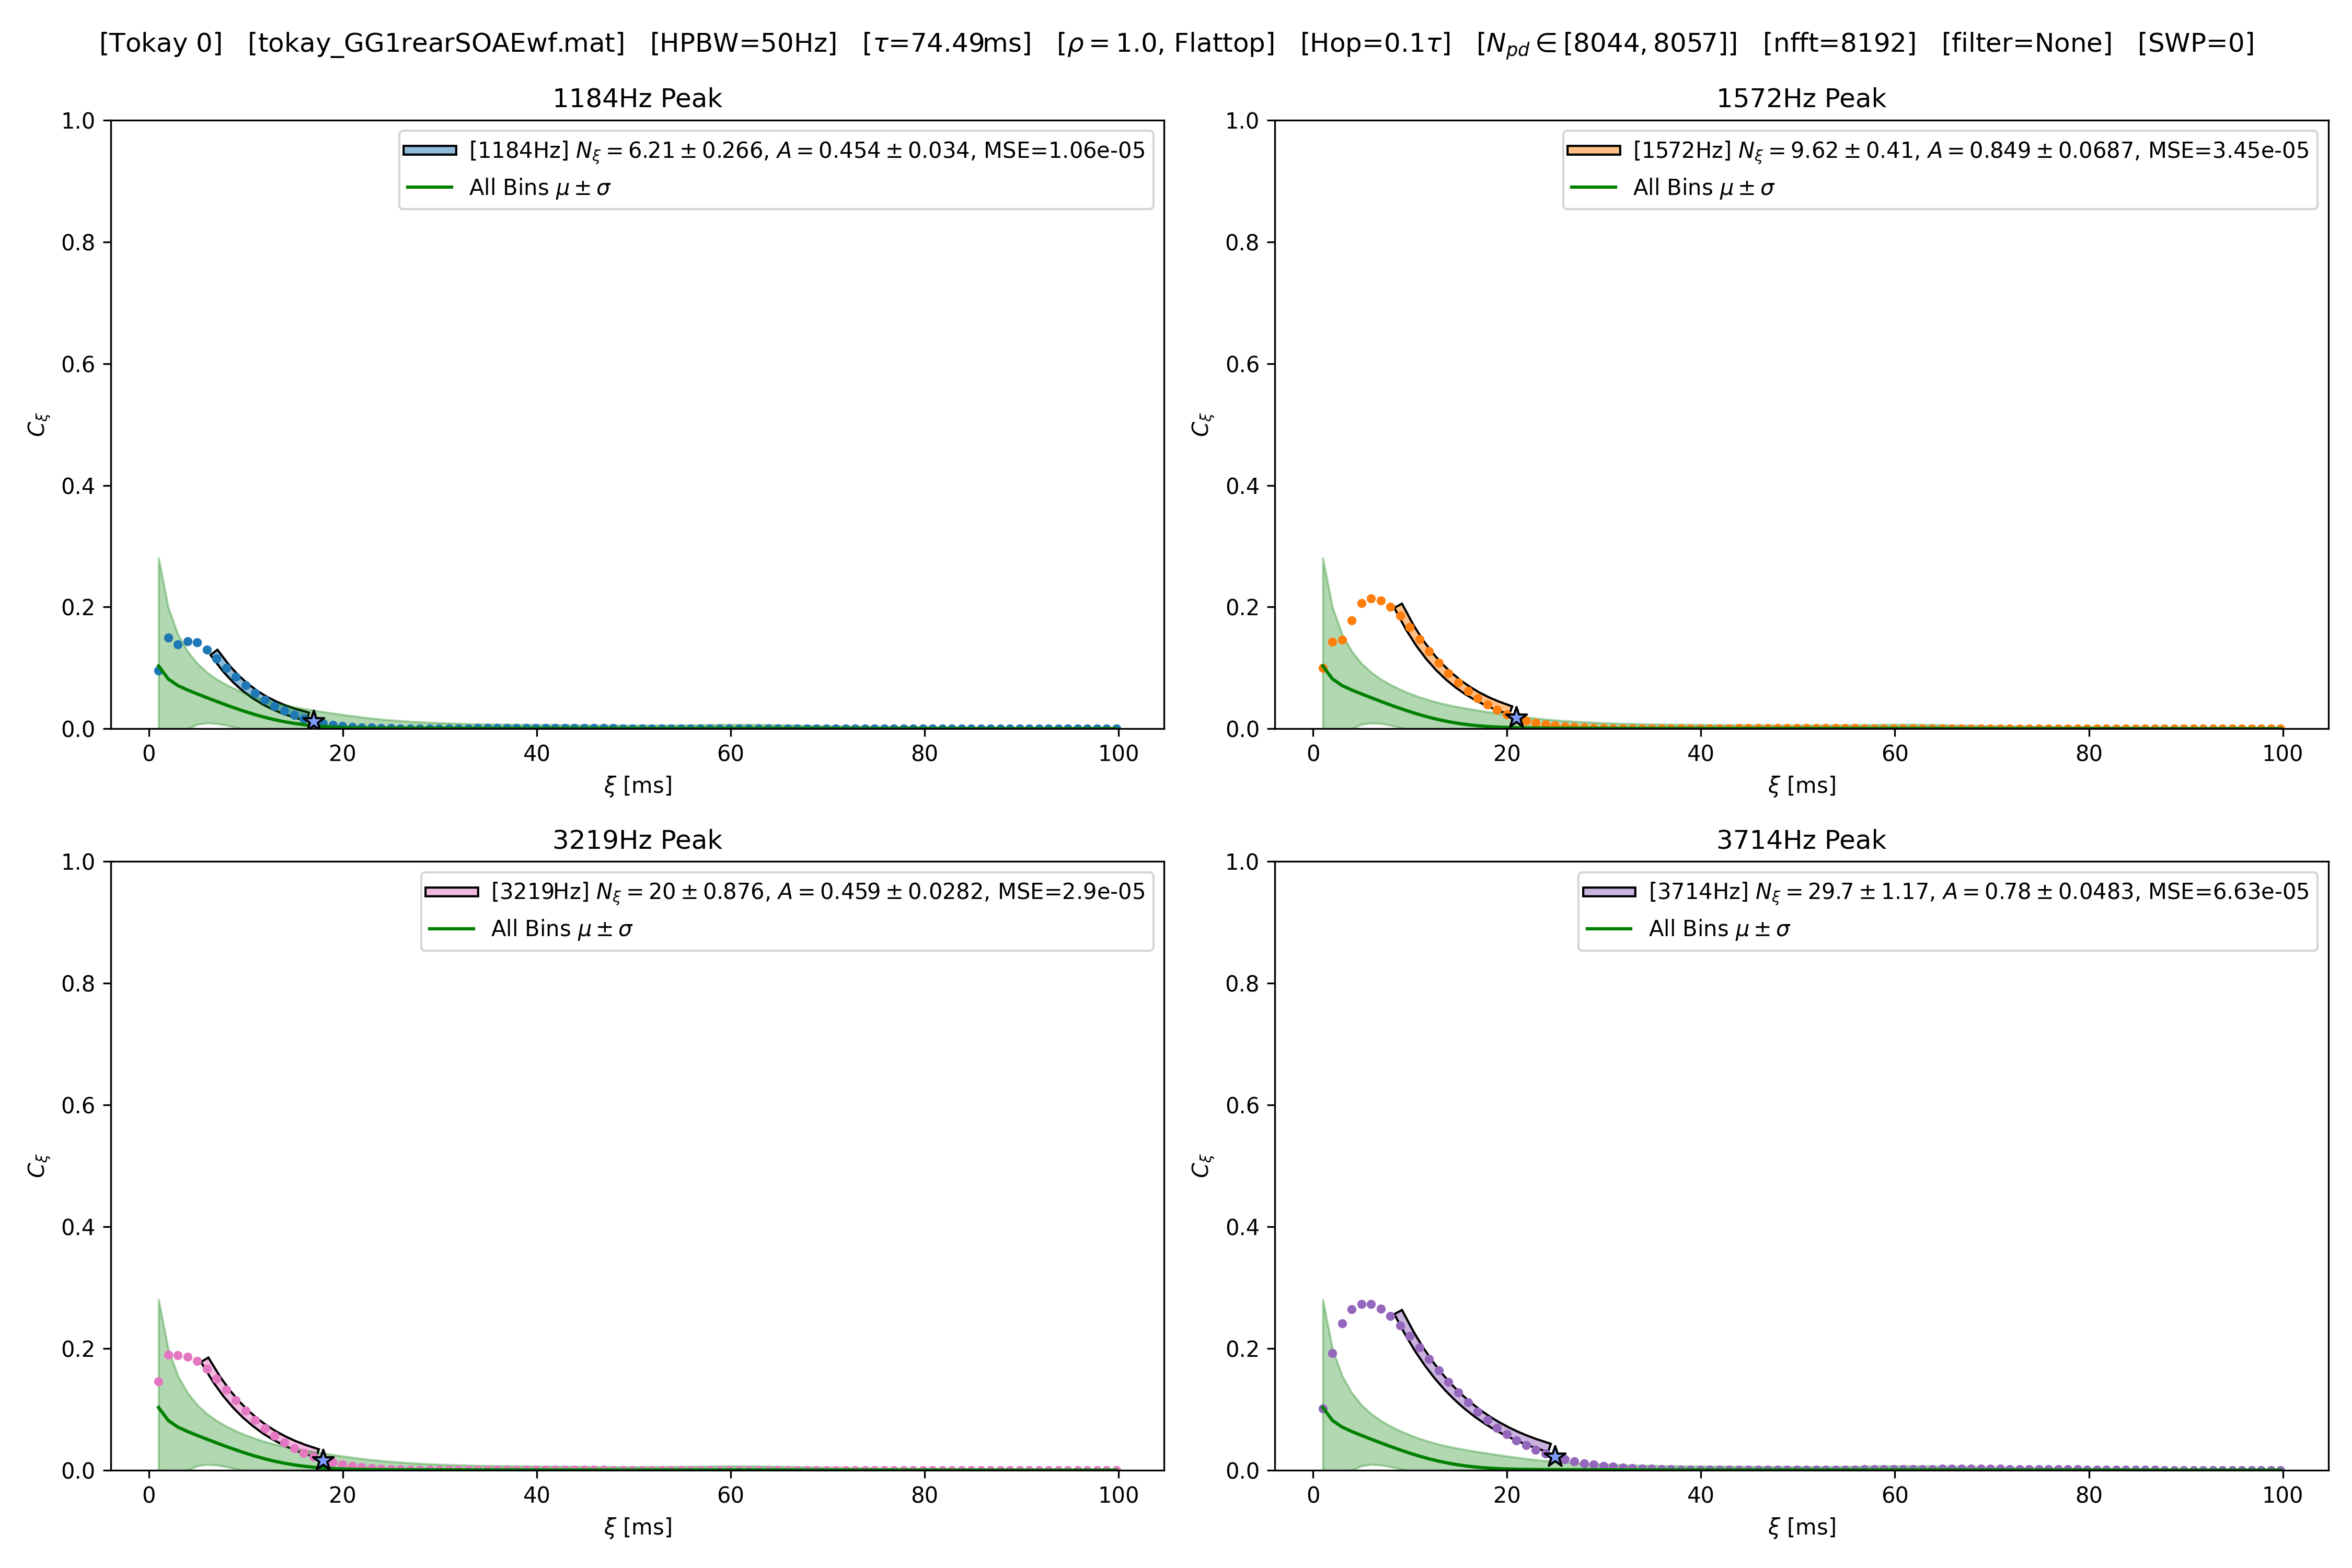 [Tokay 0] [tokay_GG1rearSOAEwf.mat] [HPBW=50Hz] [τ=74.49ms] [ρ = 1.0, Flattop] [Hop=0.1τ] [N_pd ∈ [8044, 8057]] [nfft=8192] [filter=None] [SWP=0]
1184Hz Peak
[1184Hz] N_ξ = 6.21 ± 0.266, A = 0.454 ± 0.034, MSE=1.06e-05
All Bins μ ± σ
1.0
0.8
0.6
0.4
0.2
0.0
C_ξ
0 20 40 60 80 100
ξ [ms]
1572Hz Peak
[1572Hz] N_ξ = 9.62 ± 0.41, A = 0.849 ± 0.0687, MSE=3.45e-05
All Bins μ ± σ
1.0
0.8
0.6
0.4
0.2
0.0
C_ξ
0 20 40 60 80 100
ξ [ms]
3219Hz Peak
[3219Hz] N_ξ = 20 ± 0.876, A = 0.459 ± 0.0282, MSE=2.9e-05
All Bins μ ± σ
1.0
0.8
0.6
0.4
0.2
0.0
C_ξ
0 20 40 60 80 100
ξ [ms]
3714Hz Peak
[3714Hz] N_ξ = 29.7 ± 1.17, A = 0.78 ± 0.0483, MSE=6.63e-05
All Bins μ ± σ
1.0
0.8
0.6
0.4
0.2
0.0
C_ξ
0 20 40 60 80 100
ξ [ms]